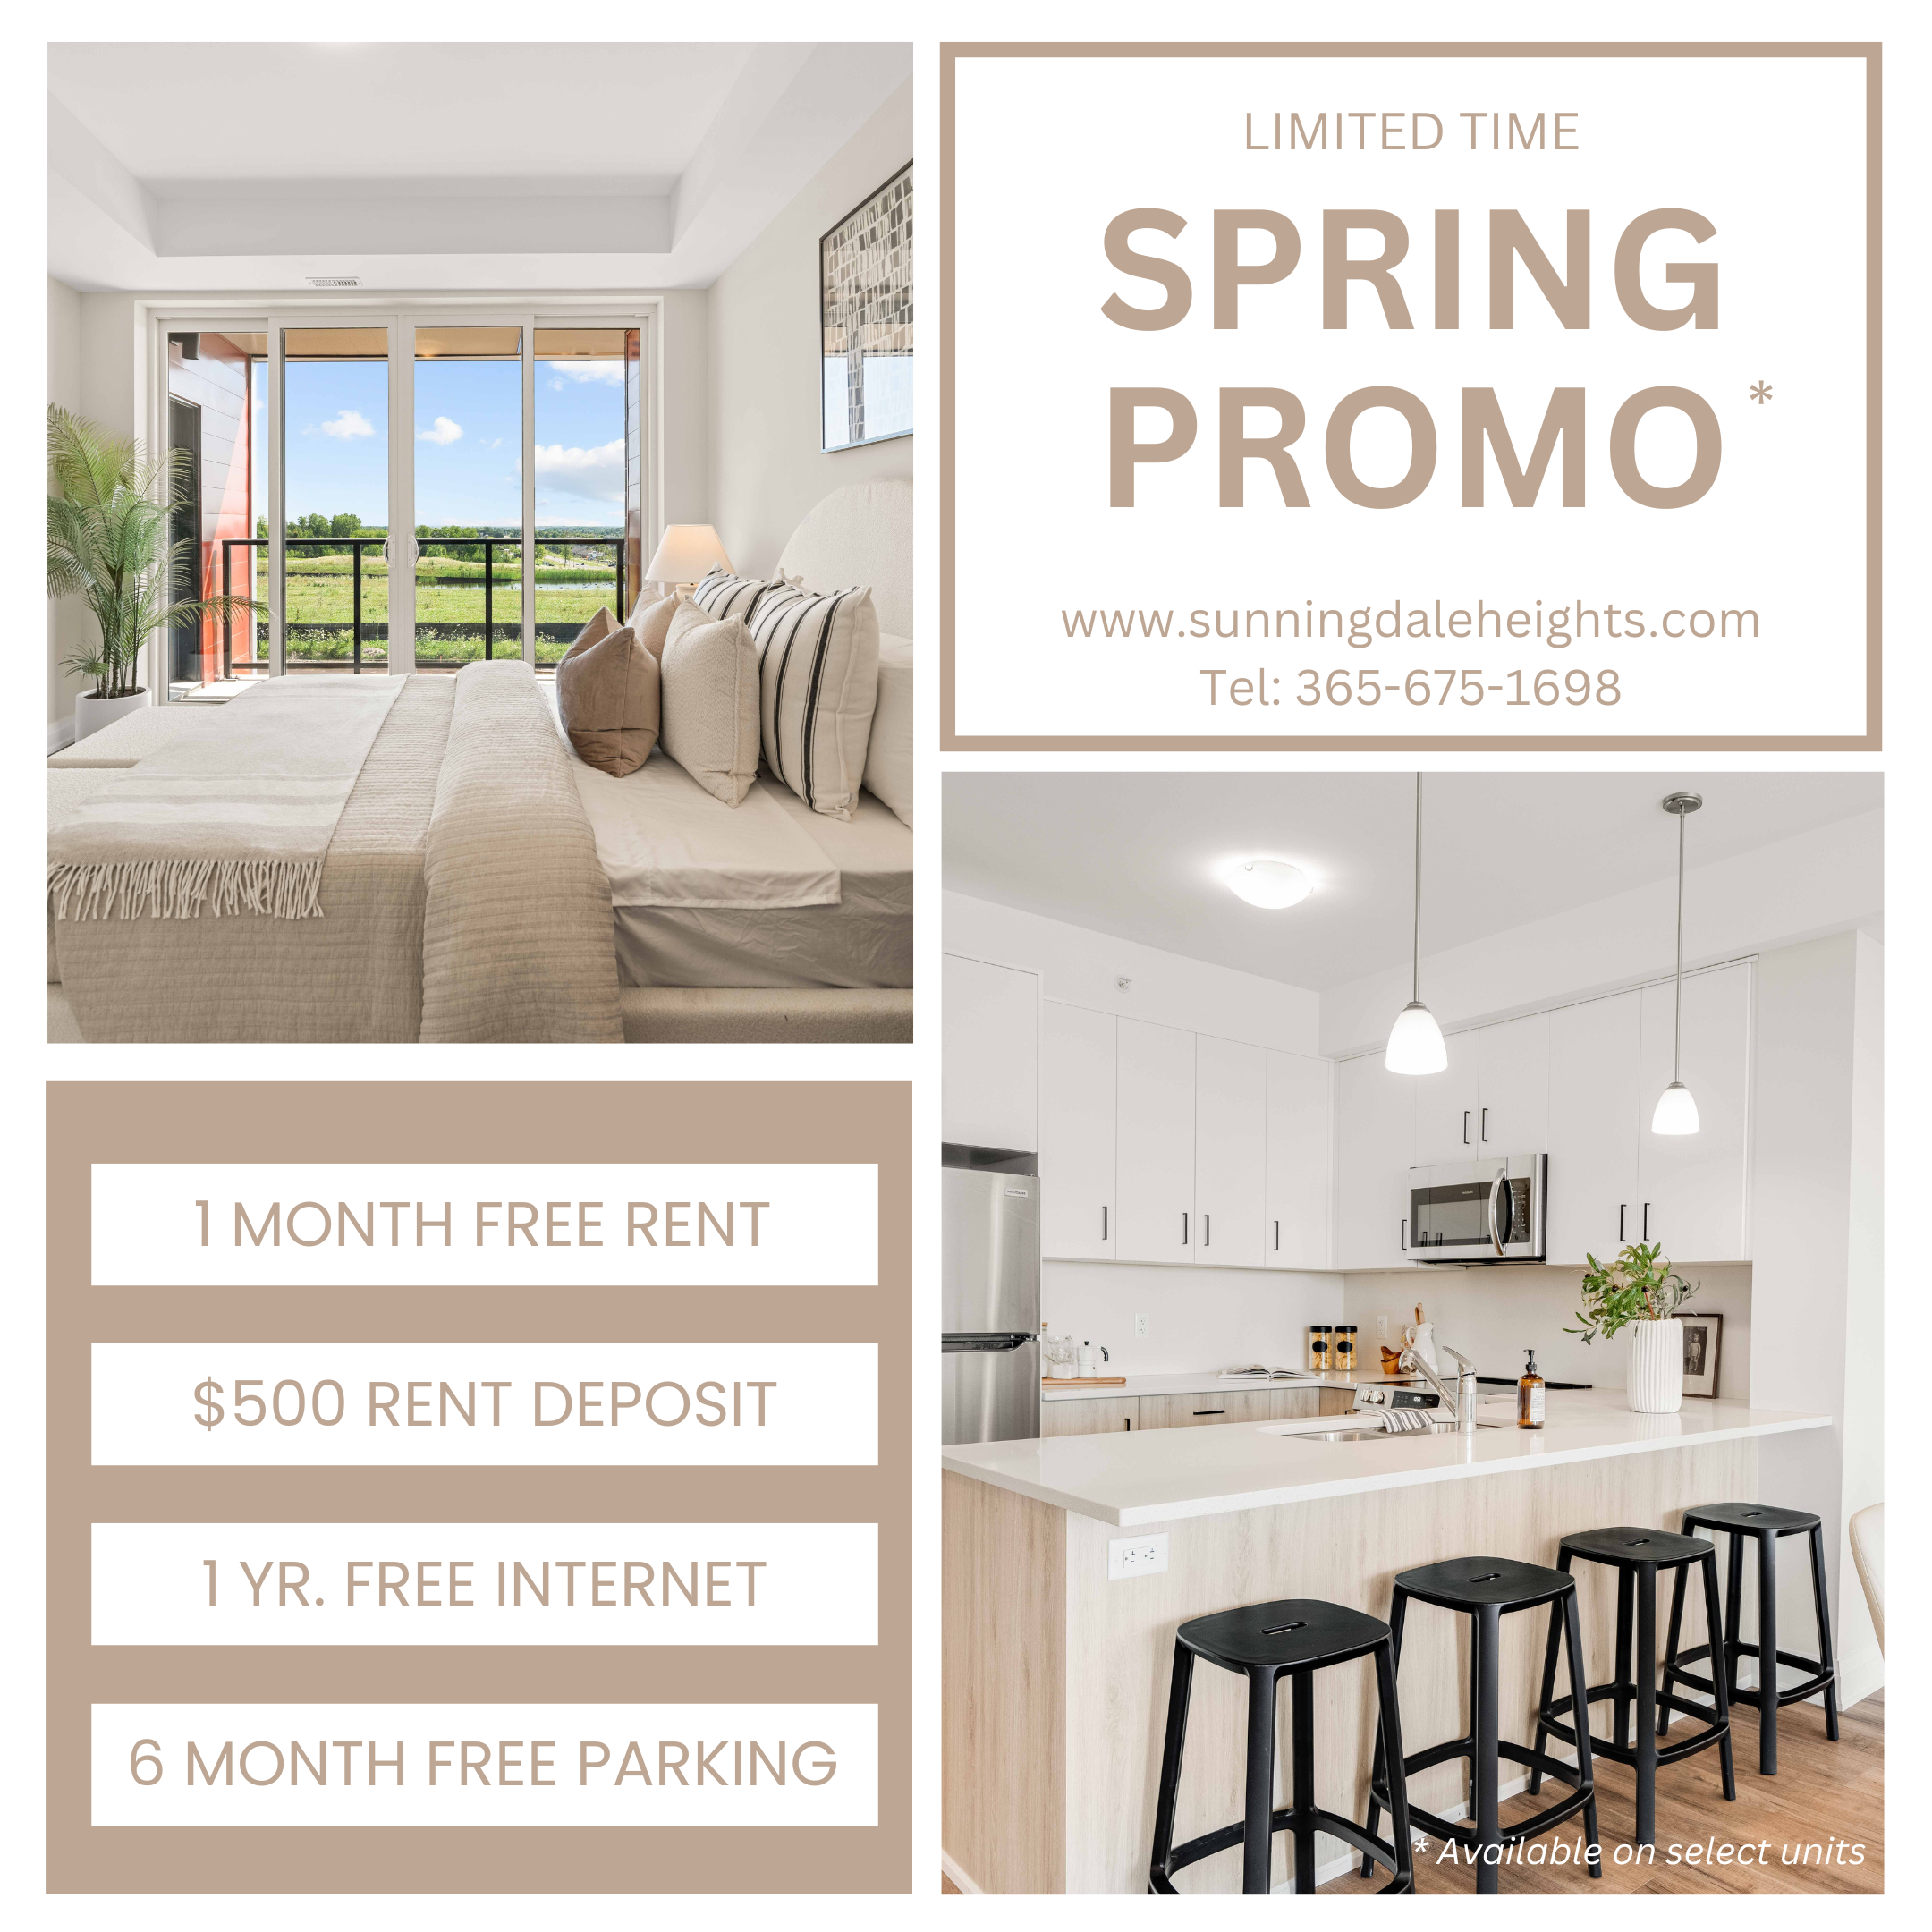 LIMITED TIME
SPRING
PROMO*
www.sunningdaleheights.com
Tel: 365-675-1698
1 MONTH FREE RENT
$500 RENT DEPOSIT
1 YR. FREE INTERNET
6 MONTH FREE PARKING
* Available on select units